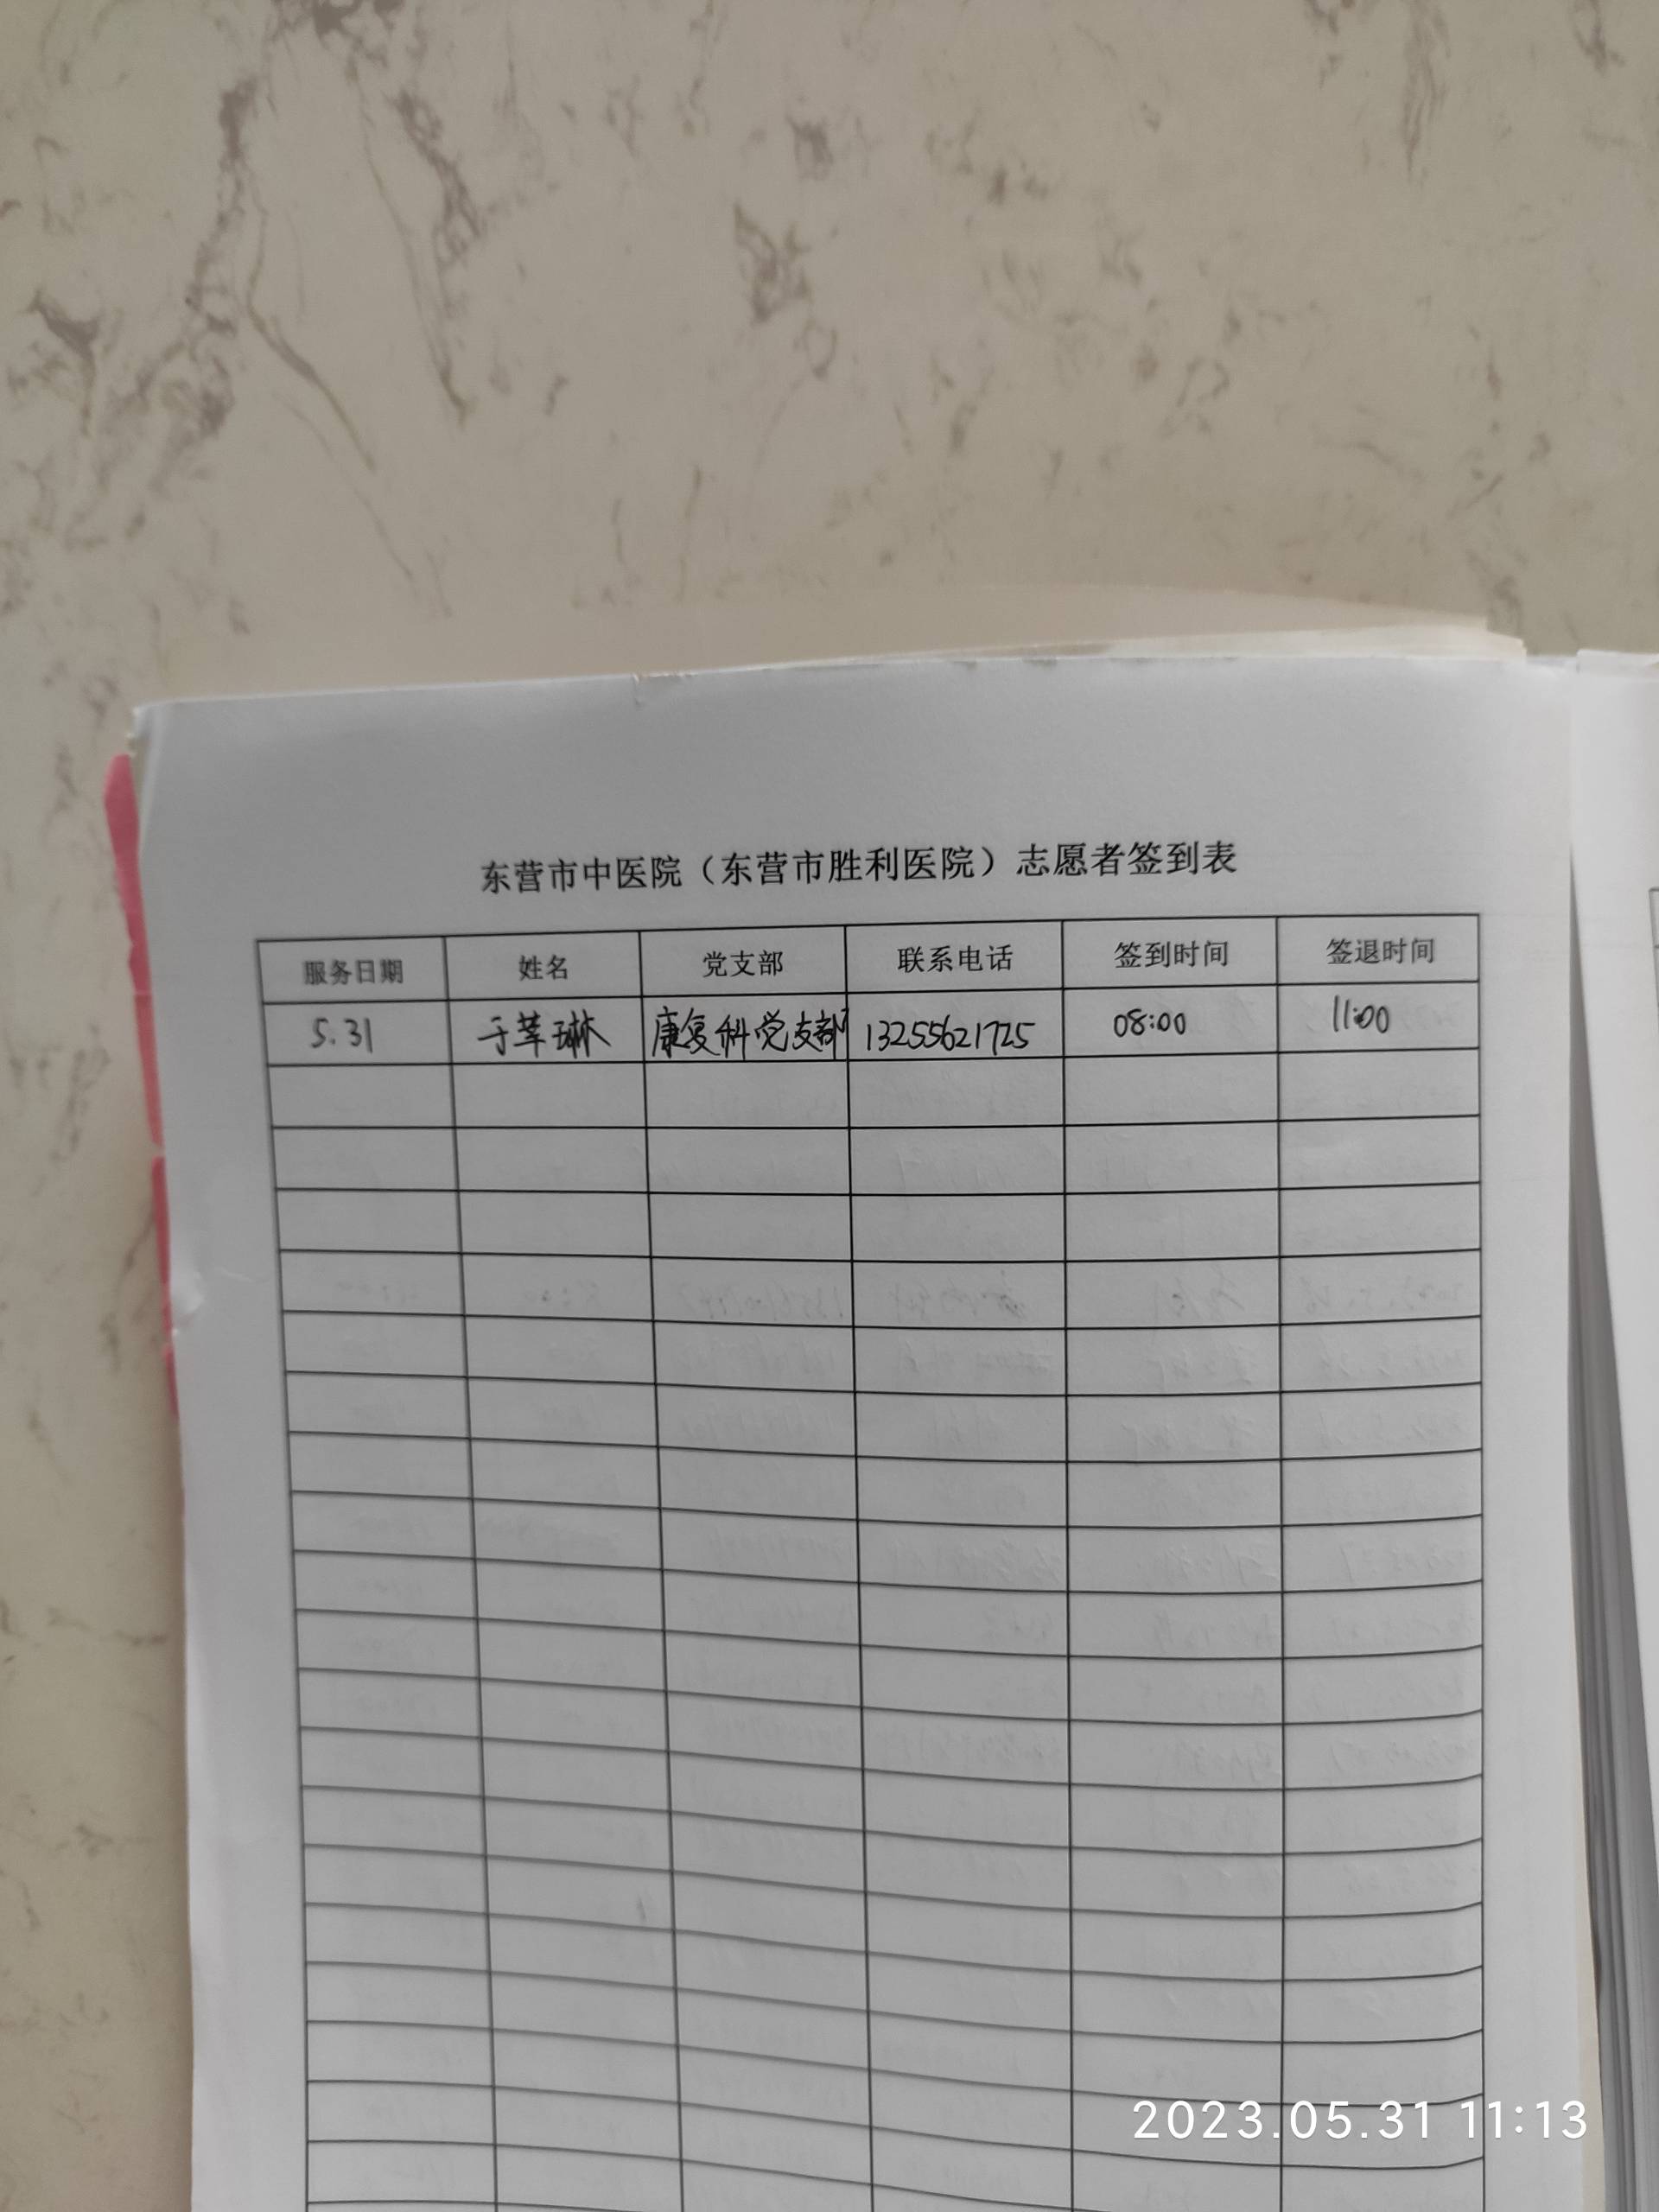 东营市中医院（东营市胜利医院）志愿者签到表
服务日期 姓名 党支部 联系电话 签到时间 签退时间
5.31 于莘琳 康复科党支部 13255621725 08:00 11:00
2023.05.31 11:13